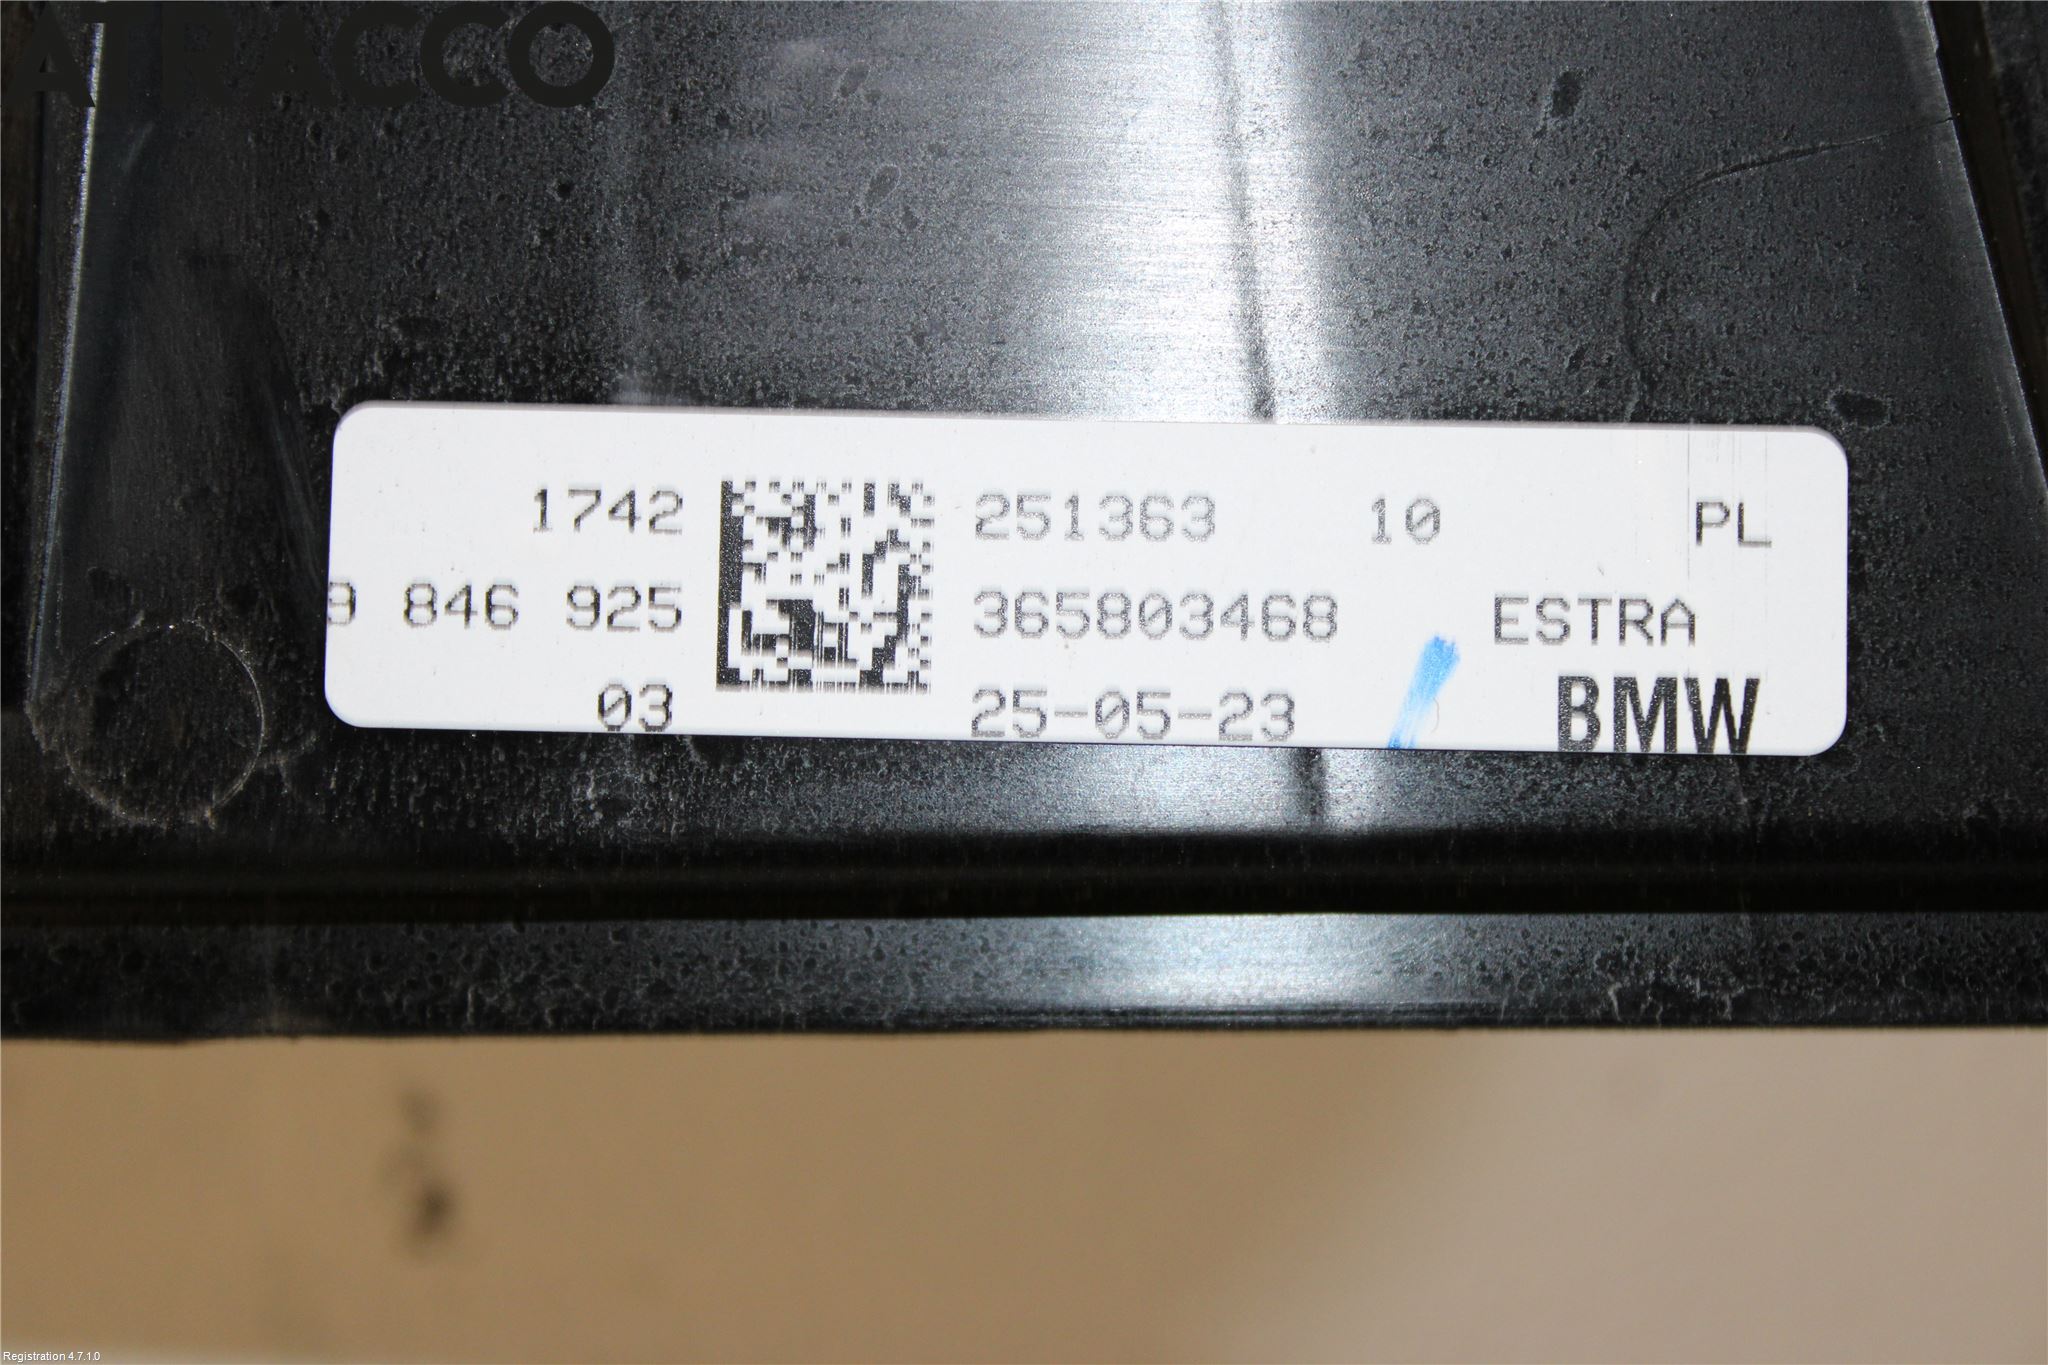 ATRACCO
1742 251363 10 PL
846 925 365803468 ESTRA
03 25-05-23 BMW
Registration 4.7.1.0